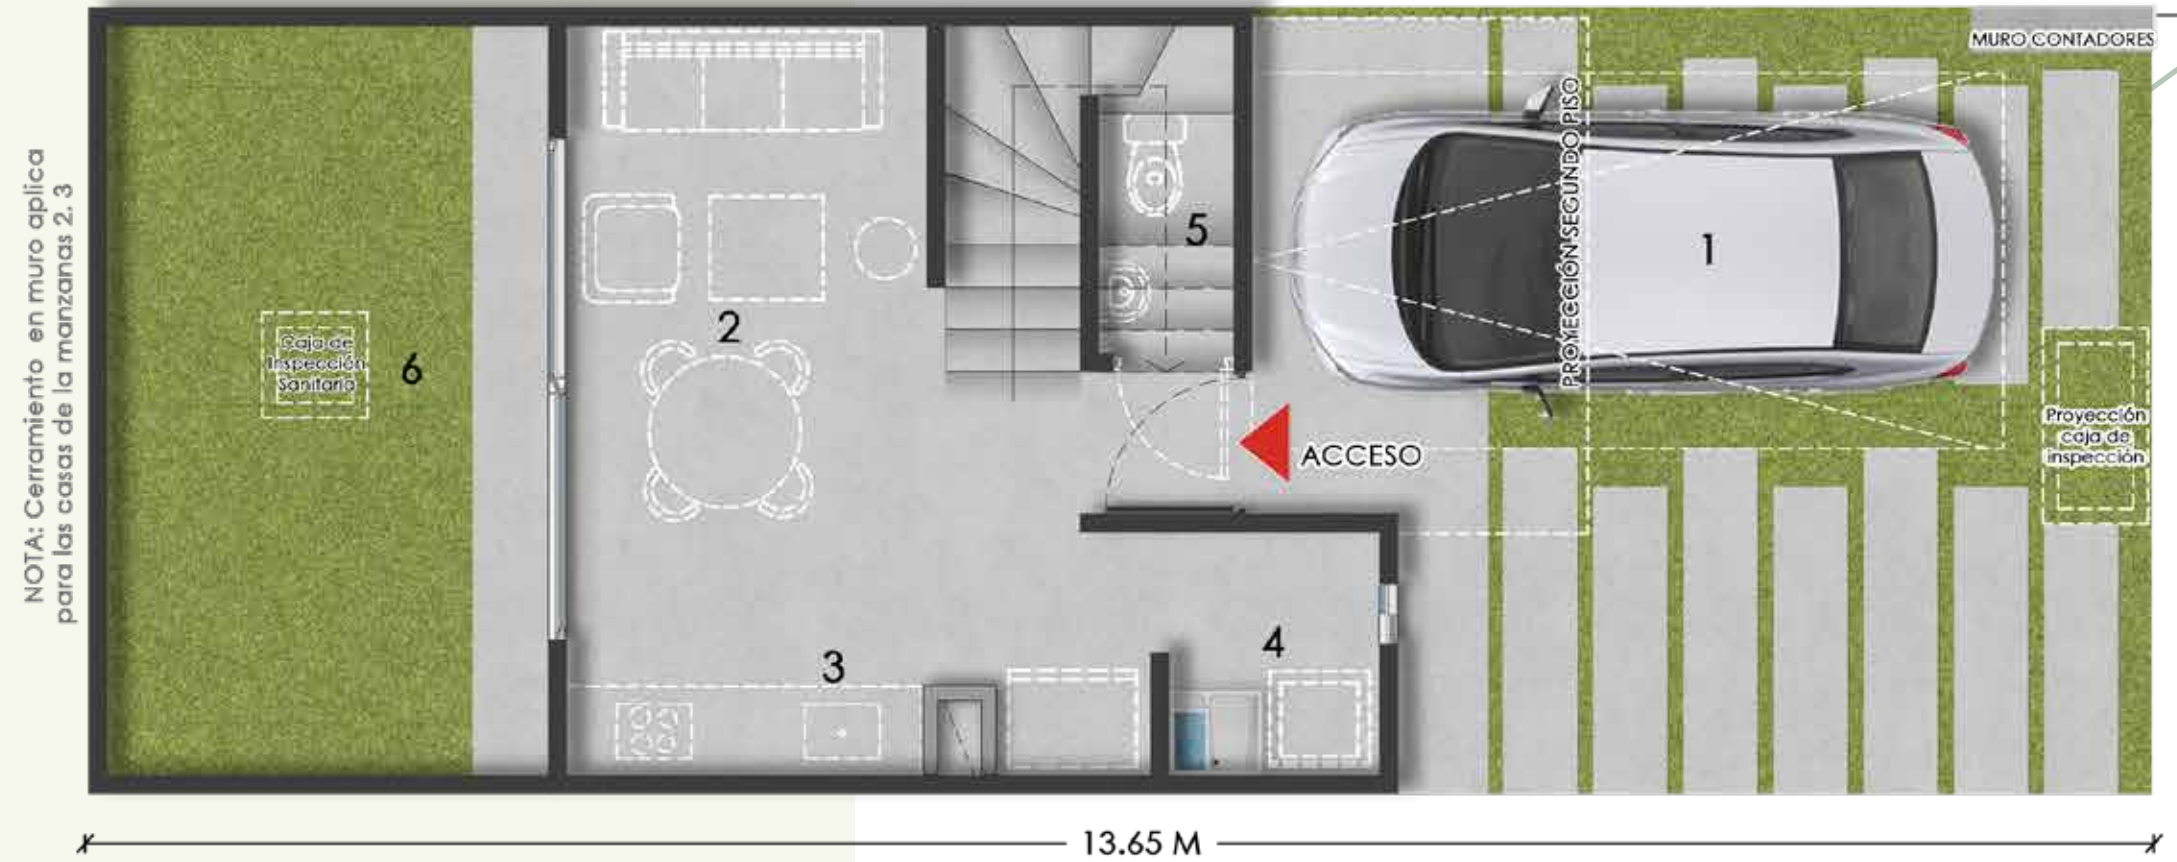 MURO CONTADORES
NOTA: Cerramiento en muro aplica
para las casas de la manzanas 2. 3
PROYECCIÓN SEGUNDO PISO
1
5
2
Caja de
Inspección
Sanitaria
6
Proyección
caja de
inspección
ACCESO
4
3
13.65 M